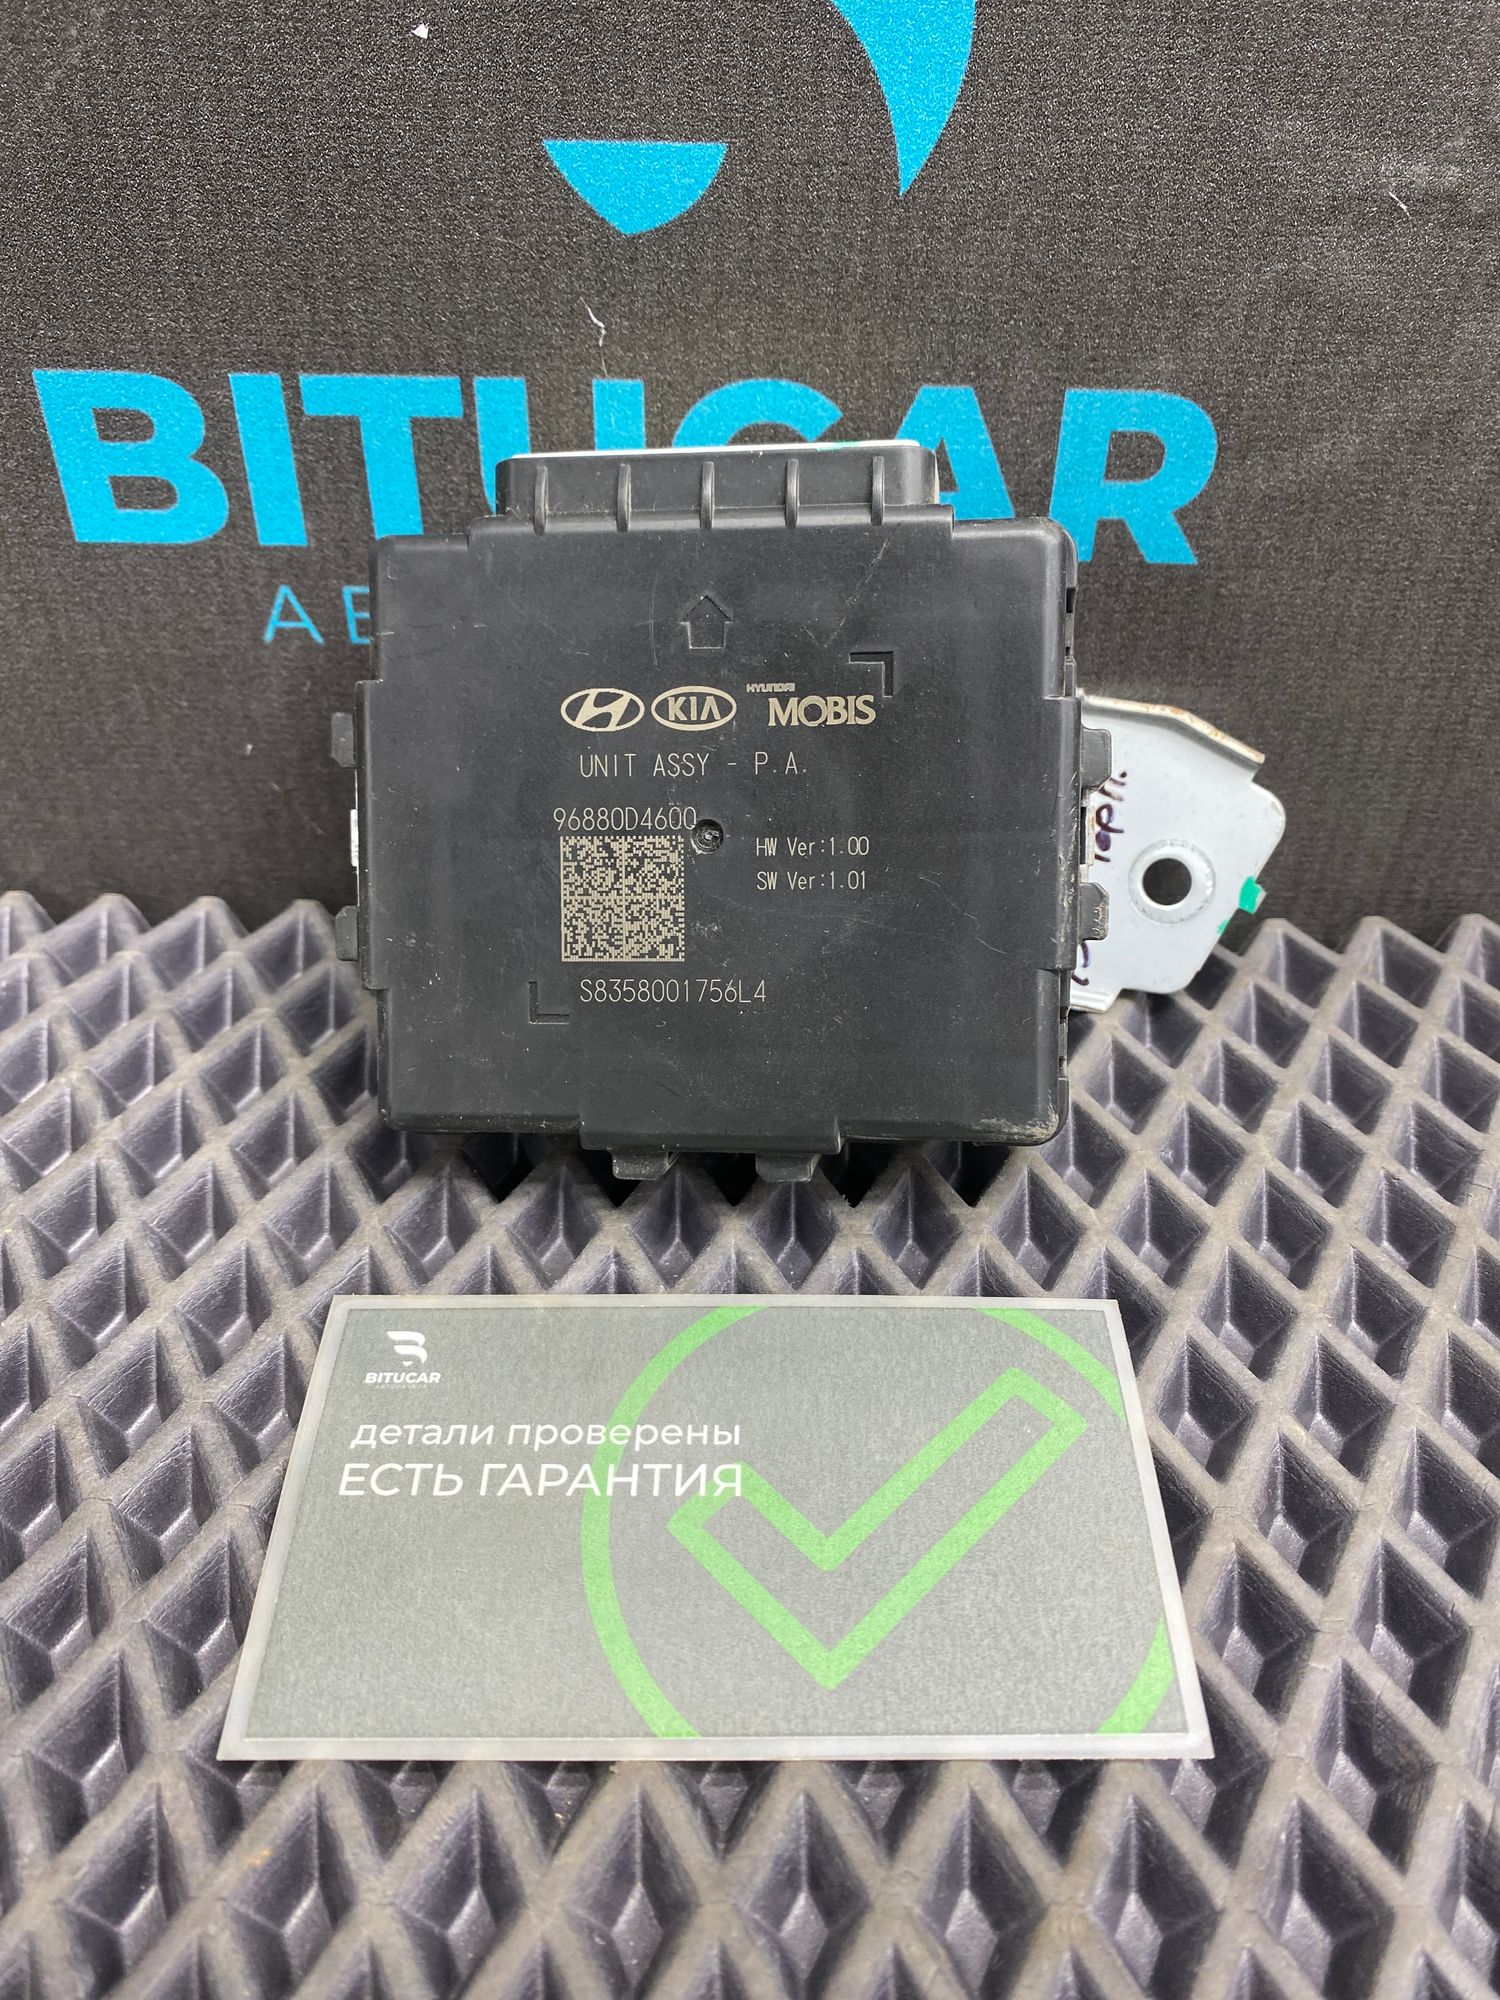 BITUCAR
HYUNDAI
KIA MOBIS
UNIT ASSY - P.A.
96880D4600
HW Ver:1.00
SW Ver:1.01
S8358001756L4
BITUCAR
детали проверены
ЕСТЬ ГАРАНТИЯ